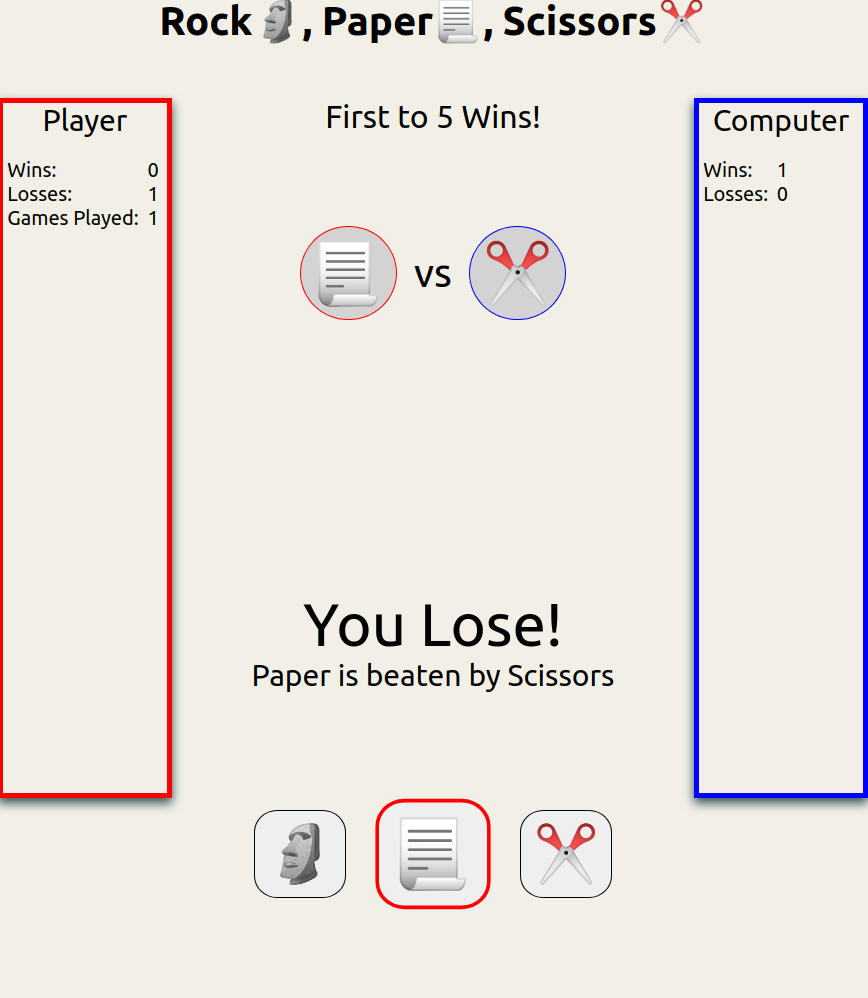 Rock🗿, Paper📜, Scissors✂️
First to 5 Wins!
Player
Wins: 0
Losses: 1
Games Played: 1
vs
Computer
Wins: 1
Losses: 0
You Lose!
Paper is beaten by Scissors